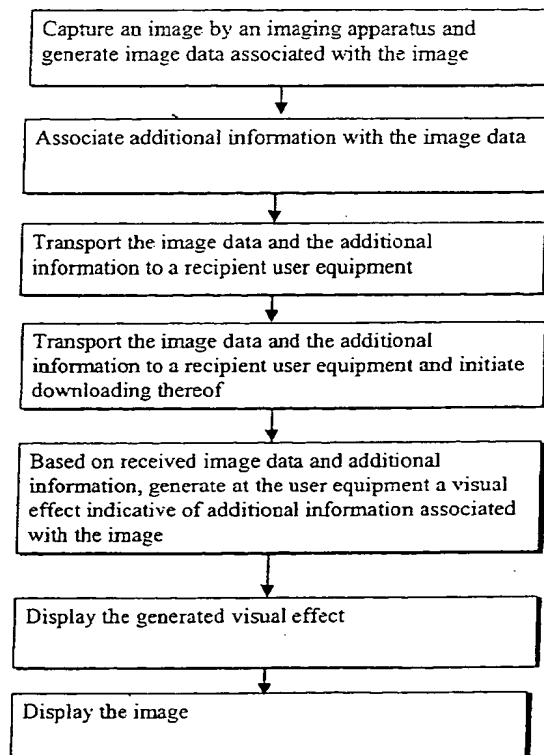 Capture an image by an imaging apparatus and
generate image data associated with the image
Associate additional information with the image data
Transport the image data and the additional
information to a recipient user equipment
Transport the image data and the additional
information to a recipient user equipment and initiate
downloading thereof
Based on received image data and additional
information, generate at the user equipment a visual
effect indicative of additional information associated
with the image
Display the generated visual effect
Display the image